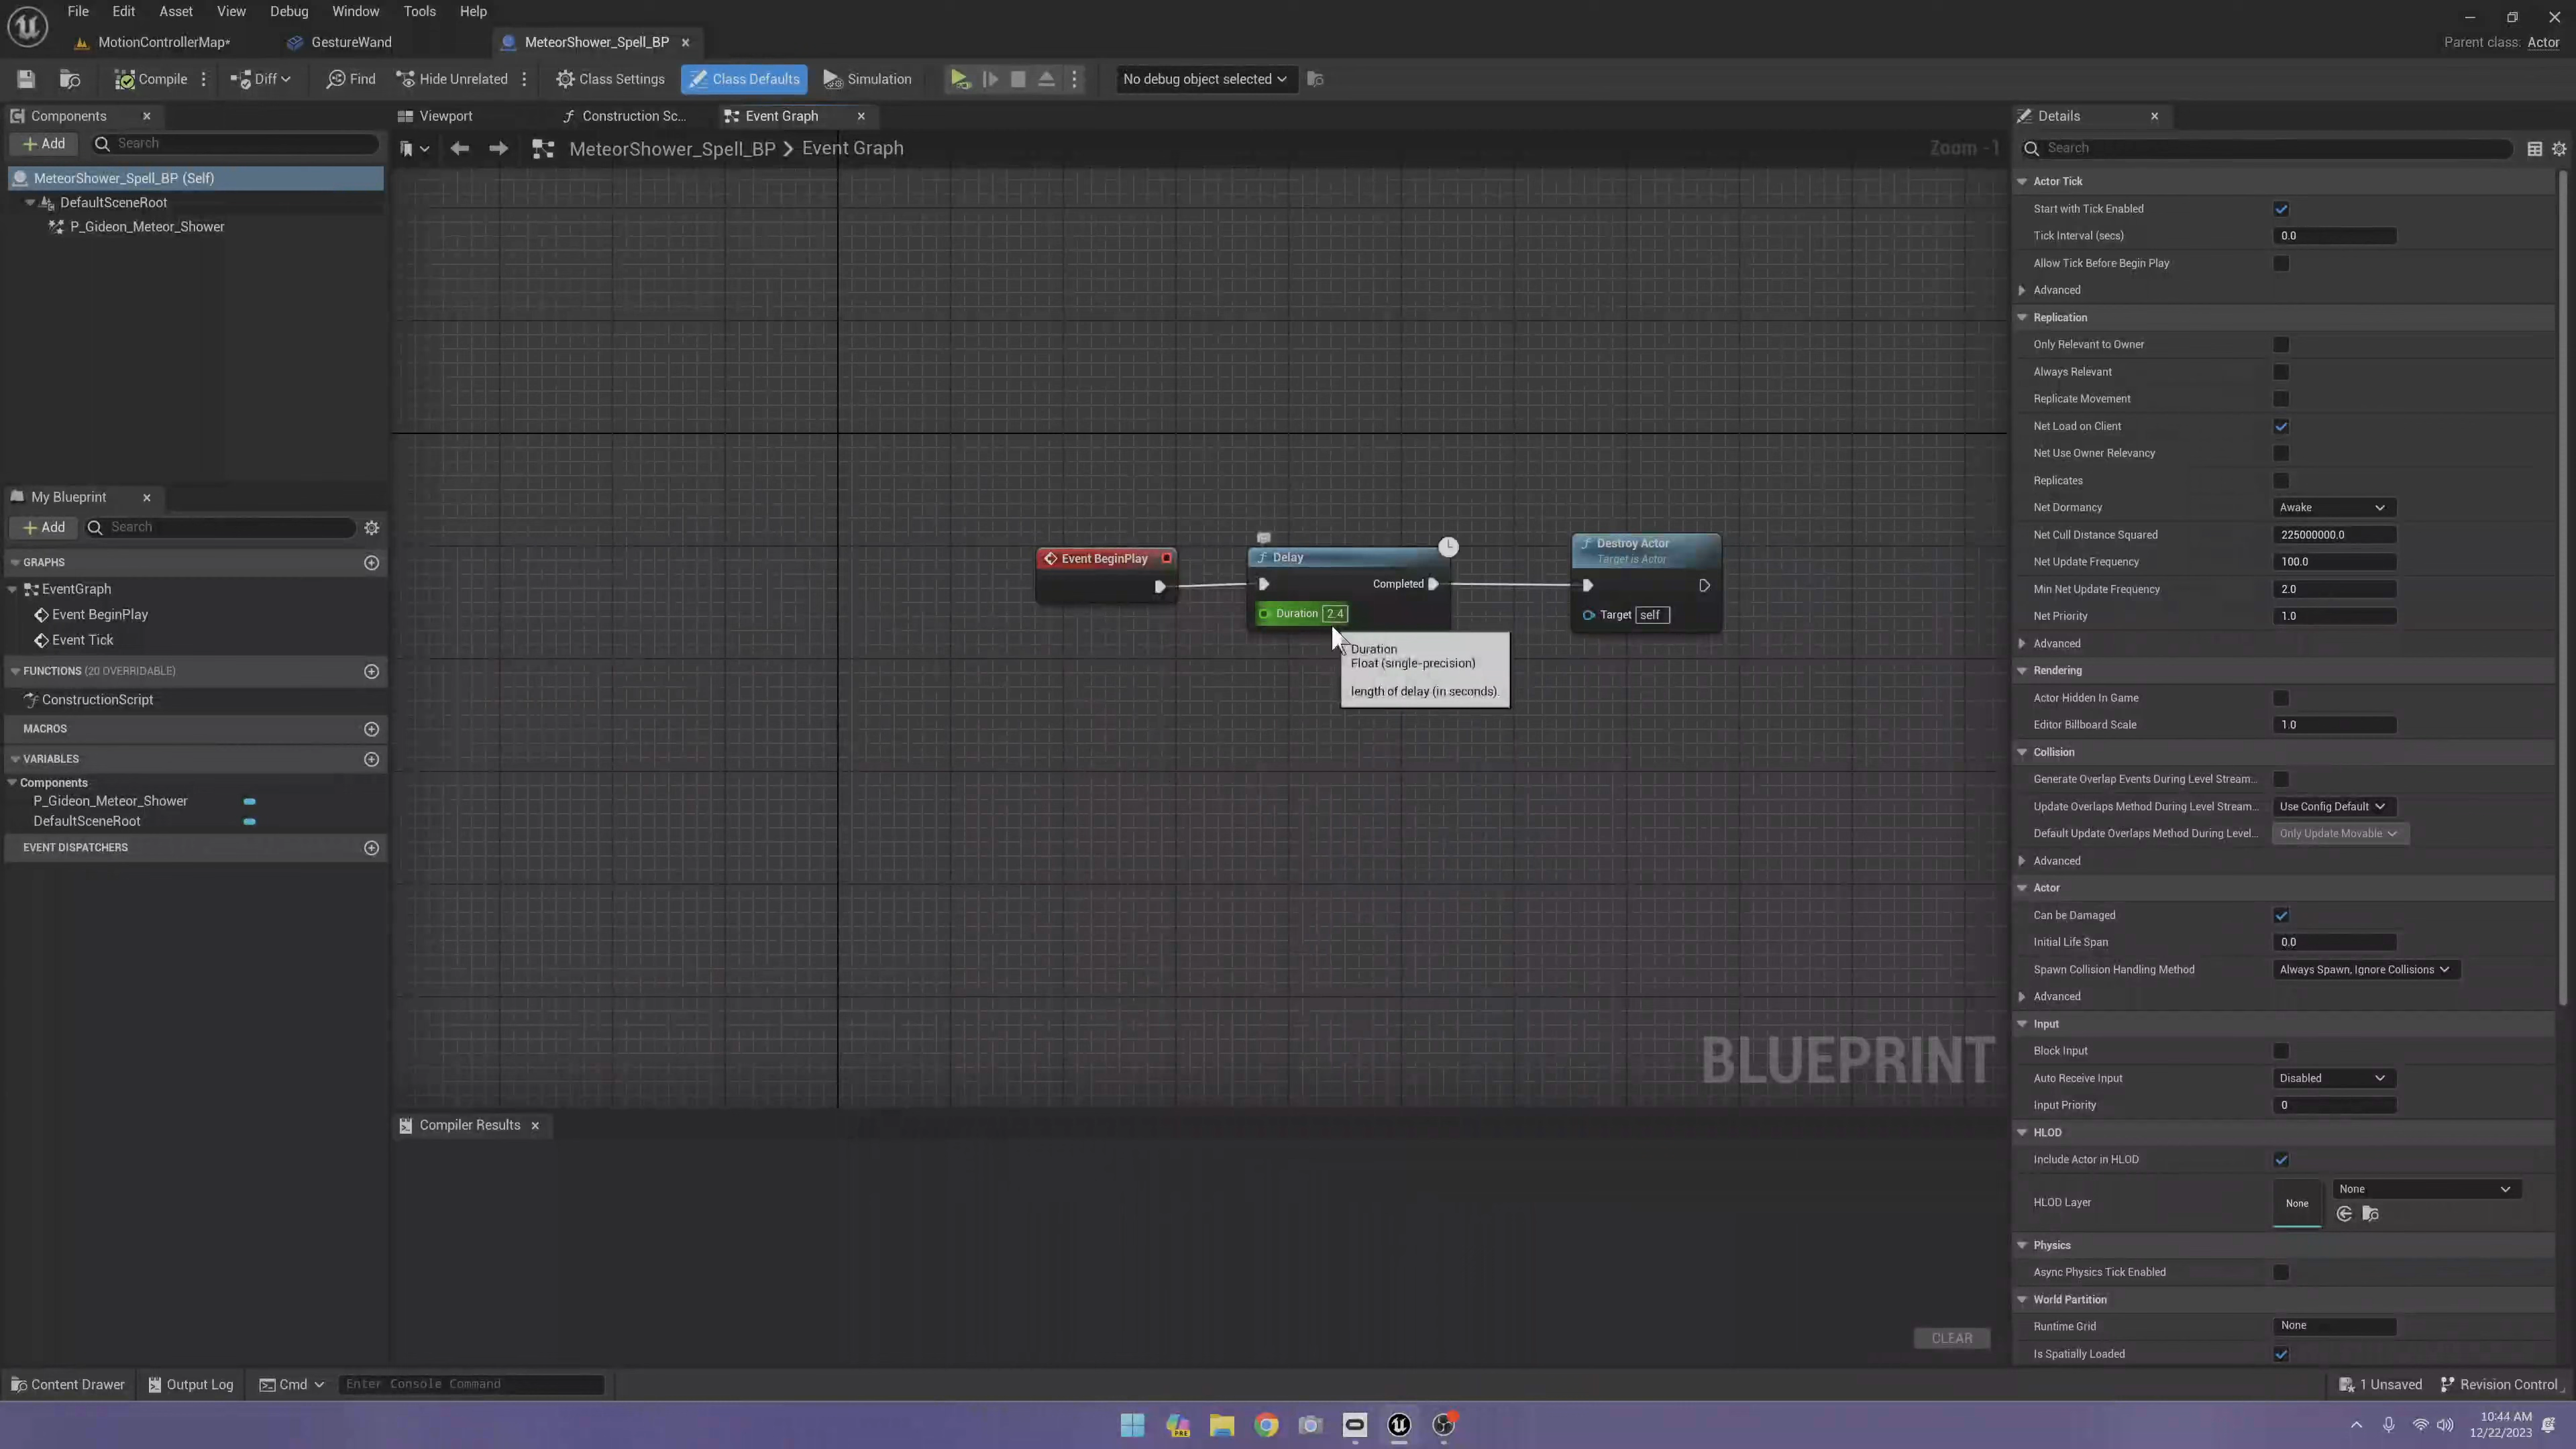 File Edit Asset View Debug Window Tools Help
MotionControllerMap* GestureWand MeteorShower_Spell_BP
Parent class: Actor
Compile Diff Find Hide Unrelated Class Settings Class Defaults Simulation No debug object selected
Components
Add Search
MeteorShower_Spell_BP (Self)
DefaultSceneRoot
P_Gideon_Meteor_Shower
My Blueprint
Add Search
GRAPHS
EventGraph
Event BeginPlay
Event Tick
FUNCTIONS (20 OVERRIDABLE)
ConstructionScript
MACROS
VARIABLES
Components
P_Gideon_Meteor_Shower
DefaultSceneRoot
EVENT DISPATCHERS
Viewport Construction Sc... Event Graph
MeteorShower_Spell_BP > Event Graph
Zoom -1
Event BeginPlay
Delay
Completed
Duration 2.4
Destroy Actor
Target is Actor
Target self
Duration
Float (single-precision)
length of delay (in seconds).
BLUEPRINT
Compiler Results
CLEAR
Details
Search
Actor Tick
Start with Tick Enabled
Tick Interval (secs) 0.0
Allow Tick Before Begin Play
Advanced
Replication
Only Relevant to Owner
Always Relevant
Replicate Movement
Net Load on Client
Net Use Owner Relevancy
Replicates
Net Dormancy Awake
Net Cull Distance Squared 225000000.0
Net Update Frequency 100.0
Min Net Update Frequency 2.0
Net Priority 1.0
Advanced
Rendering
Actor Hidden In Game
Editor Billboard Scale 1.0
Collision
Generate Overlap Events During Level Stream...
Update Overlaps Method During Level Stream... Use Config Default
Default Update Overlaps Method During Level... Only Update Movable
Advanced
Actor
Can be Damaged
Initial Life Span 0.0
Spawn Collision Handling Method Always Spawn, Ignore Collisions
Advanced
Input
Block Input
Auto Receive Input Disabled
Input Priority 0
HLOD
Include Actor in HLOD
HLOD Layer None None
Physics
Async Physics Tick Enabled
World Partition
Runtime Grid None
Is Spatially Loaded
Content Drawer Output Log Cmd Enter Console Command
1 Unsaved Revision Control
PRE
10:44 AM
12/22/2023